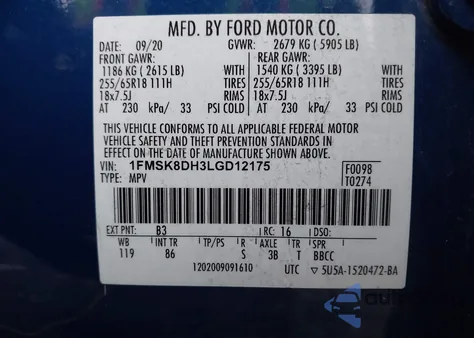 MFD. BY FORD MOTOR CO.
DATE: 09/20 GVWR: 2679 KG ( 5905 LB)
FRONT GAWR: REAR GAWR:
1186 KG ( 2615 LB) WITH 1540 KG ( 3395 LB) WITH
255/65R18 111H TIRES 255/65R18 111H TIRES
18x7.5J RIMS 18x7.5J RIMS
AT 230 kPa/ 33 PSI COLD AT 230 kPa/ 33 PSI COLD
THIS VEHICLE CONFORMS TO ALL APPLICABLE FEDERAL MOTOR
VEHICLE SAFETY AND BUMPER AND THEFT PREVENTION STANDARDS
IN EFFECT ON THE DATE OF MANUFACTURE SHOWN ABOVE.
VIN: 1FMSK8DH3LGD12175 F0098
TYPE: MPV T0274
EXT PNT: B3 RC: 16 DSO:
WB INT TR TP/PS R AXLE TR SPR
119 86 S 3B T BBCC
1202009091610 UTC ▽ 5U5A-1520472-BA